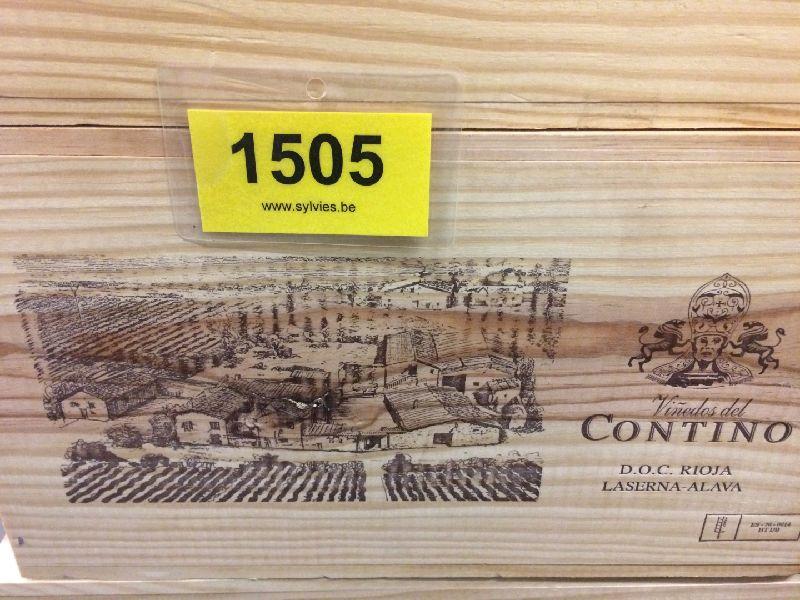 1505
www.sylvies.be
Viñedos del
CONTINO
D.O.C. RIOJA
LASERNA-ALAVA